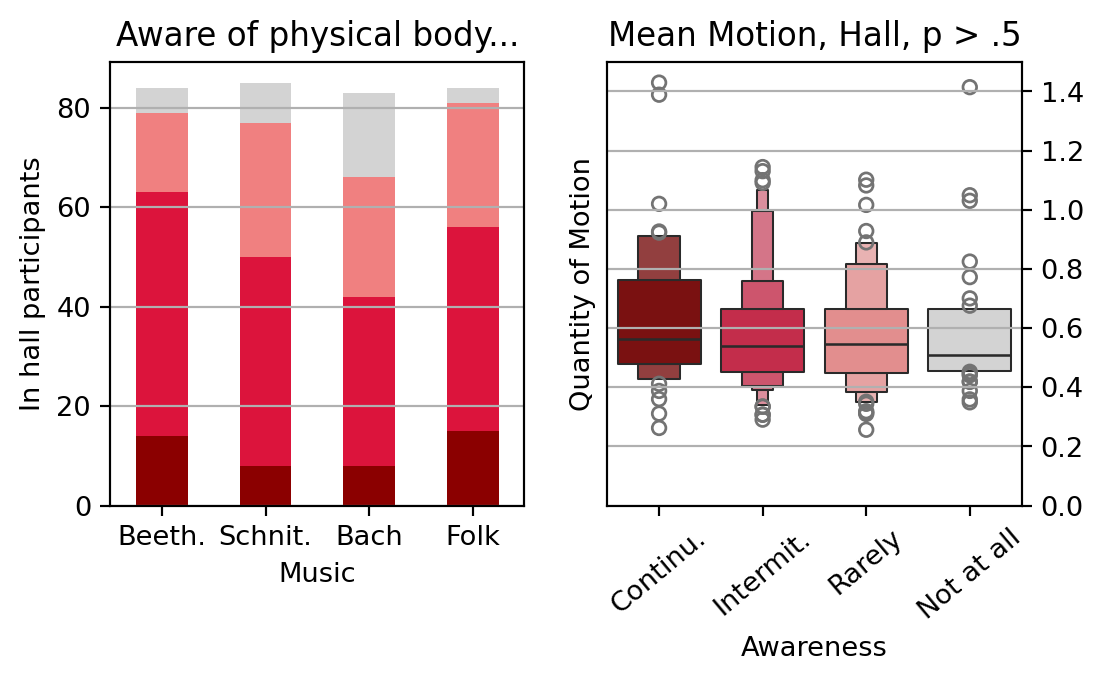 Aware of physical body...
In hall participants
80
60
40
20
0
Beeth. Schnit. Bach Folk
Music
Mean Motion, Hall, p > .5
Quantity of Motion
1.4
1.2
1.0
0.8
0.6
0.4
0.2
0.0
Continu. Intermit. Rarely Not at all
Awareness